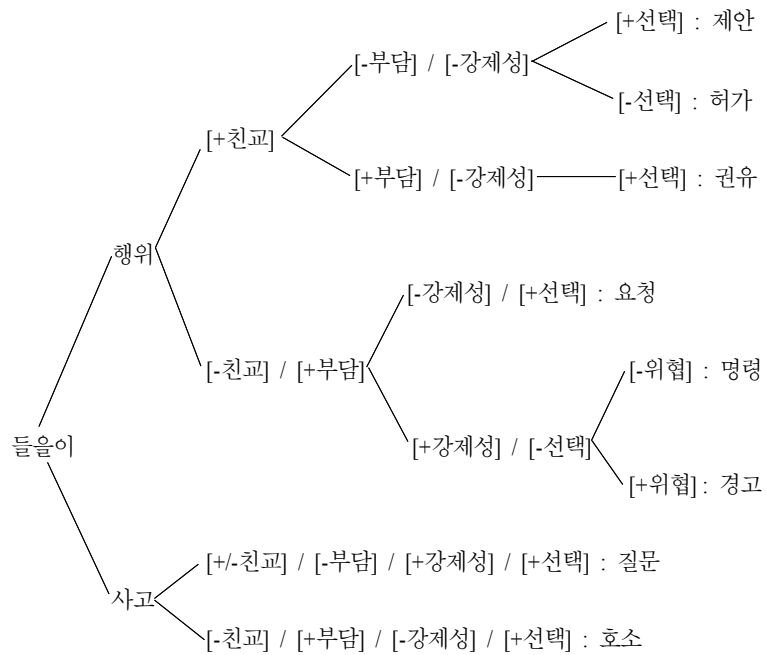 [+선택] : 제안
[-부담] / [-강제성]
[-선택] : 허가
[+친교]
[+부담] / [-강제성]
[+선택] : 권유
행위
[-강제성] / [+선택] : 요청
[-친교] / [+부담]
[-위협] : 명령
들을이
[+강제성] / [-선택]
[+위협] : 경고
[+/-친교] / [-부담] / [+강제성] / [+선택] : 질문
사고
[-친교] / [+부담] / [-강제성] / [+선택] : 호소